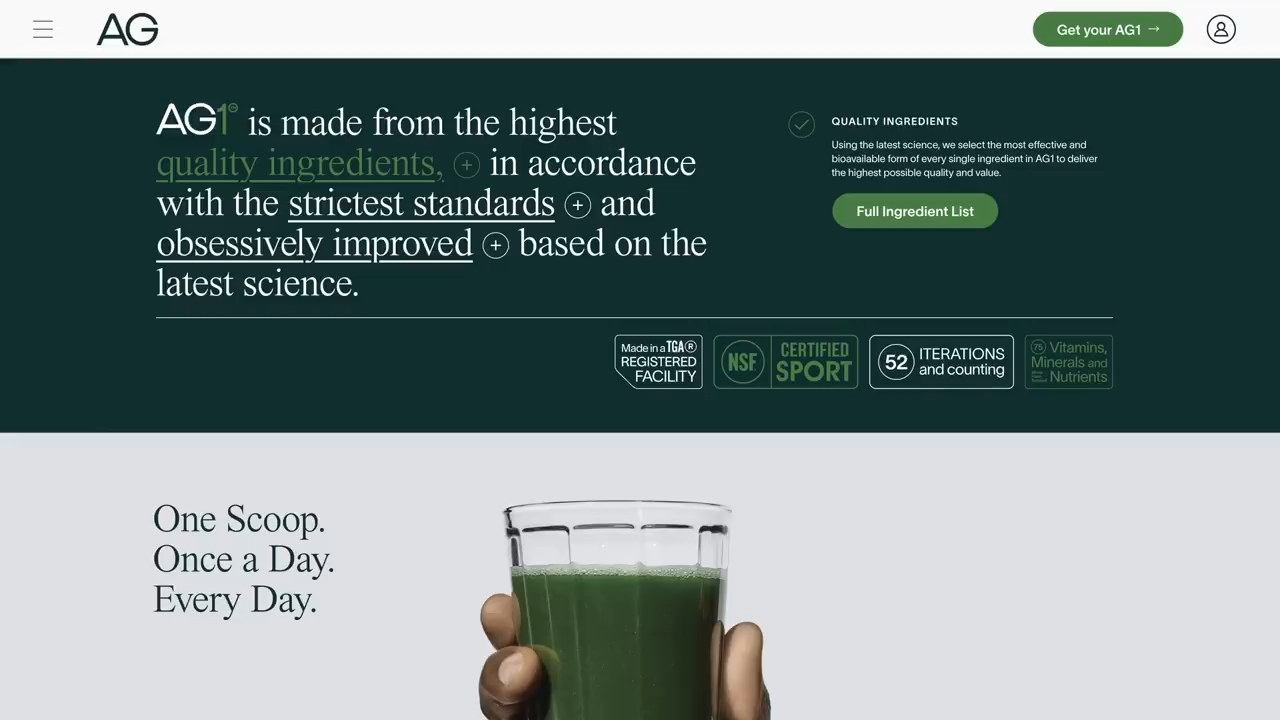 AG
Get your AG1 →
AG1 is made from the highest
quality ingredients, + in accordance
with the strictest standards + and
obsessively improved + based on the
latest science.
QUALITY INGREDIENTS
Using the latest science, we select the most effective and
bioavailable form of every single ingredient in AG1 to deliver
the highest possible quality and value.
Full Ingredient List
Made in a TGA®
REGISTERED
FACILITY
NSF
CERTIFIED
SPORT
52
ITERATIONS
and counting
75 Vitamins,
Minerals and
Nutrients
One Scoop.
Once a Day.
Every Day.